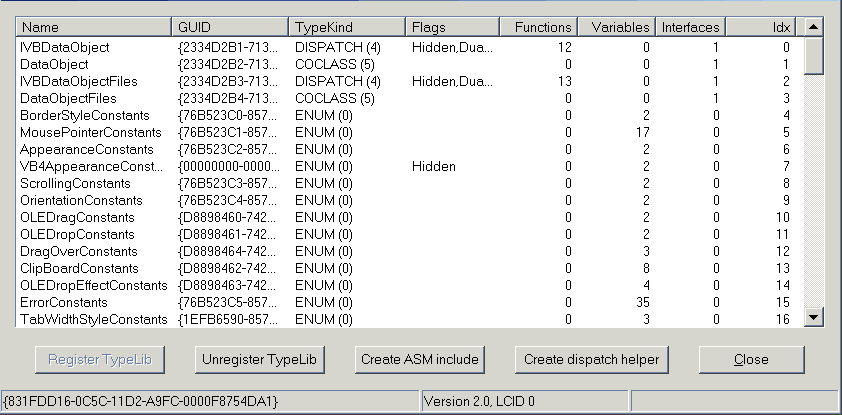 Name GUID TypeKind Flags Functions Variables Interfaces Idx
IVBDataObject {2334D2B1-713... DISPATCH (4) Hidden,Dua... 12 0 1 0
DataObject {2334D2B2-713... COCLASS (5) 0 0 1 1
IVBDataObjectFiles {2334D2B3-713... DISPATCH (4) Hidden,Dua... 13 0 1 2
DataObjectFiles {2334D2B4-713... COCLASS (5) 0 0 1 3
BorderStyleConstants {76B523C0-857... ENUM (0) 0 2 0 4
MousePointerConstants {76B523C1-857... ENUM (0) 0 17 0 5
AppearanceConstants {76B523C2-857... ENUM (0) 0 2 0 6
VB4AppearanceConst... {00000000-0000... ENUM (0) Hidden 0 2 0 7
ScrollingConstants {76B523C3-857... ENUM (0) 0 2 0 8
OrientationConstants {76B523C4-857... ENUM (0) 0 2 0 9
OLEDragConstants {D8898460-742... ENUM (0) 0 2 0 10
OLEDropConstants {D8898461-742... ENUM (0) 0 2 0 11
DragOverConstants {D8898464-742... ENUM (0) 0 3 0 12
ClipBoardConstants {D8898462-742... ENUM (0) 0 8 0 13
OLEDropEffectConstants {D8898463-742... ENUM (0) 0 4 0 14
ErrorConstants {76B523C5-857... ENUM (0) 0 35 0 15
TabWidthStyleConstants {1EFB6590-857... ENUM (0) 0 3 0 16
Register TypeLib Unregister TypeLib Create ASM include Create dispatch helper Close
{831FDD16-0C5C-11D2-A9FC-0000F8754DA1} Version 2.0, LCID 0